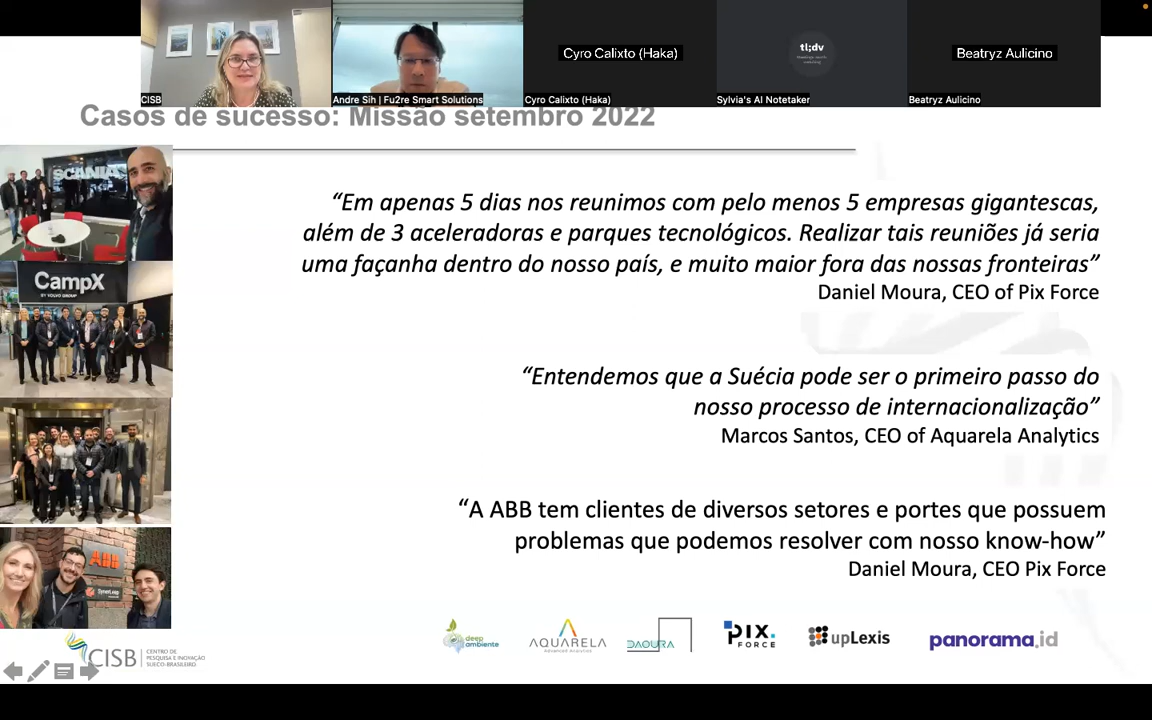 Cyro Calixto (Haka)
tl;dv
Beatryz Aulicino
CISB
Andre Sih | Fu2re Smart Solutions
Cyro Calixto (Haka)
Sylvia's AI Notetaker
Beatryz Aulicino
Casos de sucesso: Missão setembro 2022
SCANIA
“Em apenas 5 dias nos reunimos com pelo menos 5 empresas gigantescas,
além de 3 aceleradoras e parques tecnológicos. Realizar tais reuniões já seria
uma façanha dentro do nosso país, e muito maior fora das nossas fronteiras”
Daniel Moura, CEO of Pix Force
CampX
BY VOLVO GROUP
“Entendemos que a Suécia pode ser o primeiro passo do
nosso processo de internacionalização”
Marcos Santos, CEO of Aquarela Analytics
“A ABB tem clientes de diversos setores e portes que possuem
problemas que podemos resolver com nosso know-how”
Daniel Moura, CEO Pix Force
ABB
SynerLeap
deep
ambiente
AQUARELA
Advanced Analytics
DAOURA
PIX.
FORCE
upLexis
panorama.id
CISB
CENTRO DE
PESQUISA E INOVAÇÃO
SUECO-BRASILEIRO